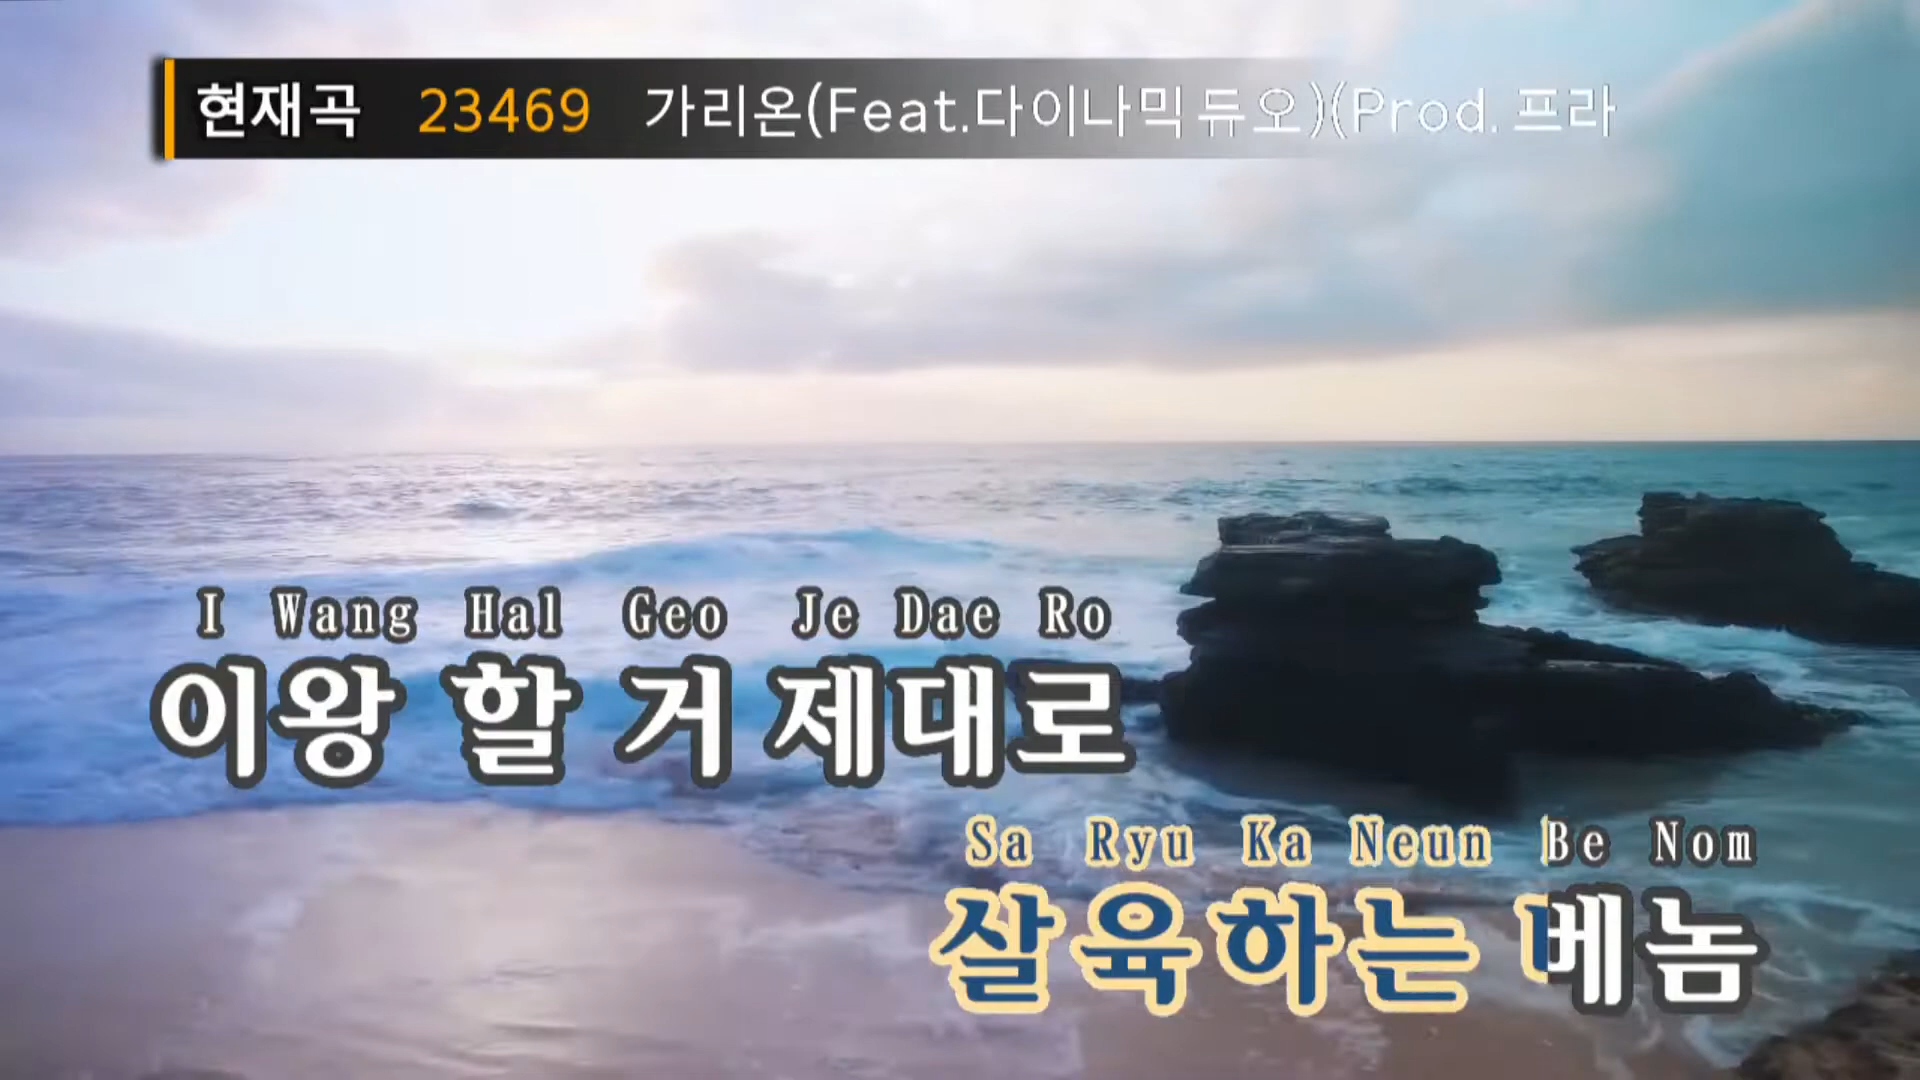 현재곡 23469 가리온(Feat.다이나믹듀오)(Prod. 프라
I Wang Hal Geo Je Dae Ro
이왕 할 거 제대로
Sa Ryu Ka Neun Be Nom
살육하는 베놈